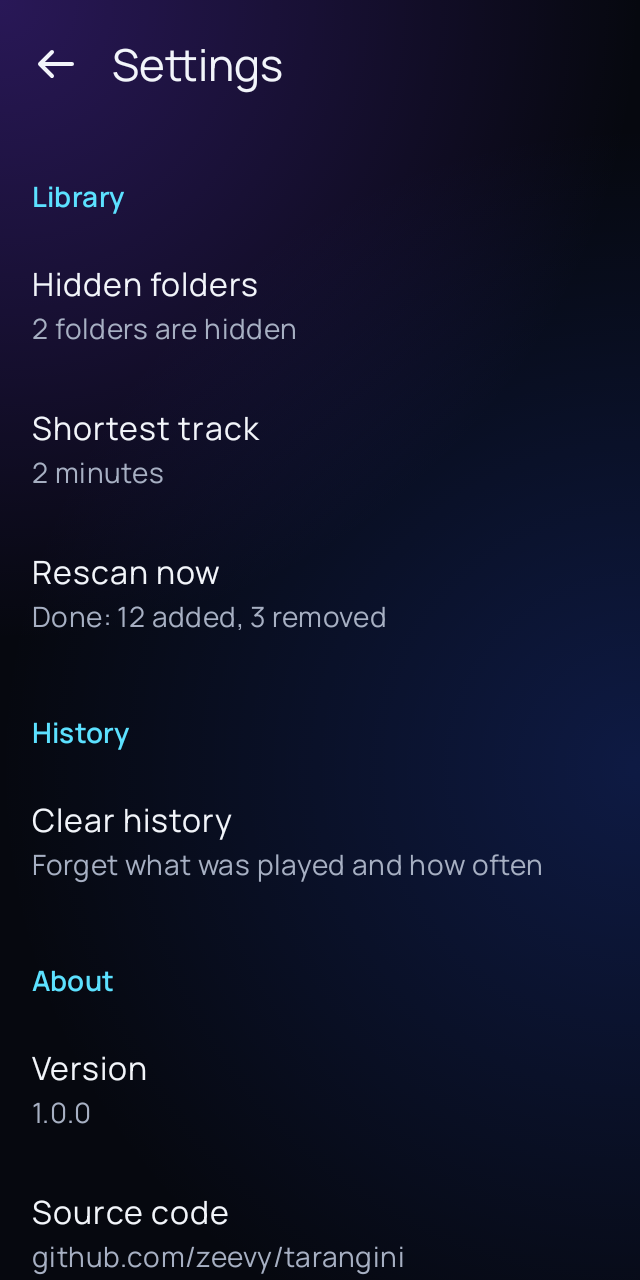 Settings
Library
Hidden folders
2 folders are hidden
Shortest track
2 minutes
Rescan now
Done: 12 added, 3 removed
History
Clear history
Forget what was played and how often
About
Version
1.0.0
Source code
github.com/zeevy/tarangini